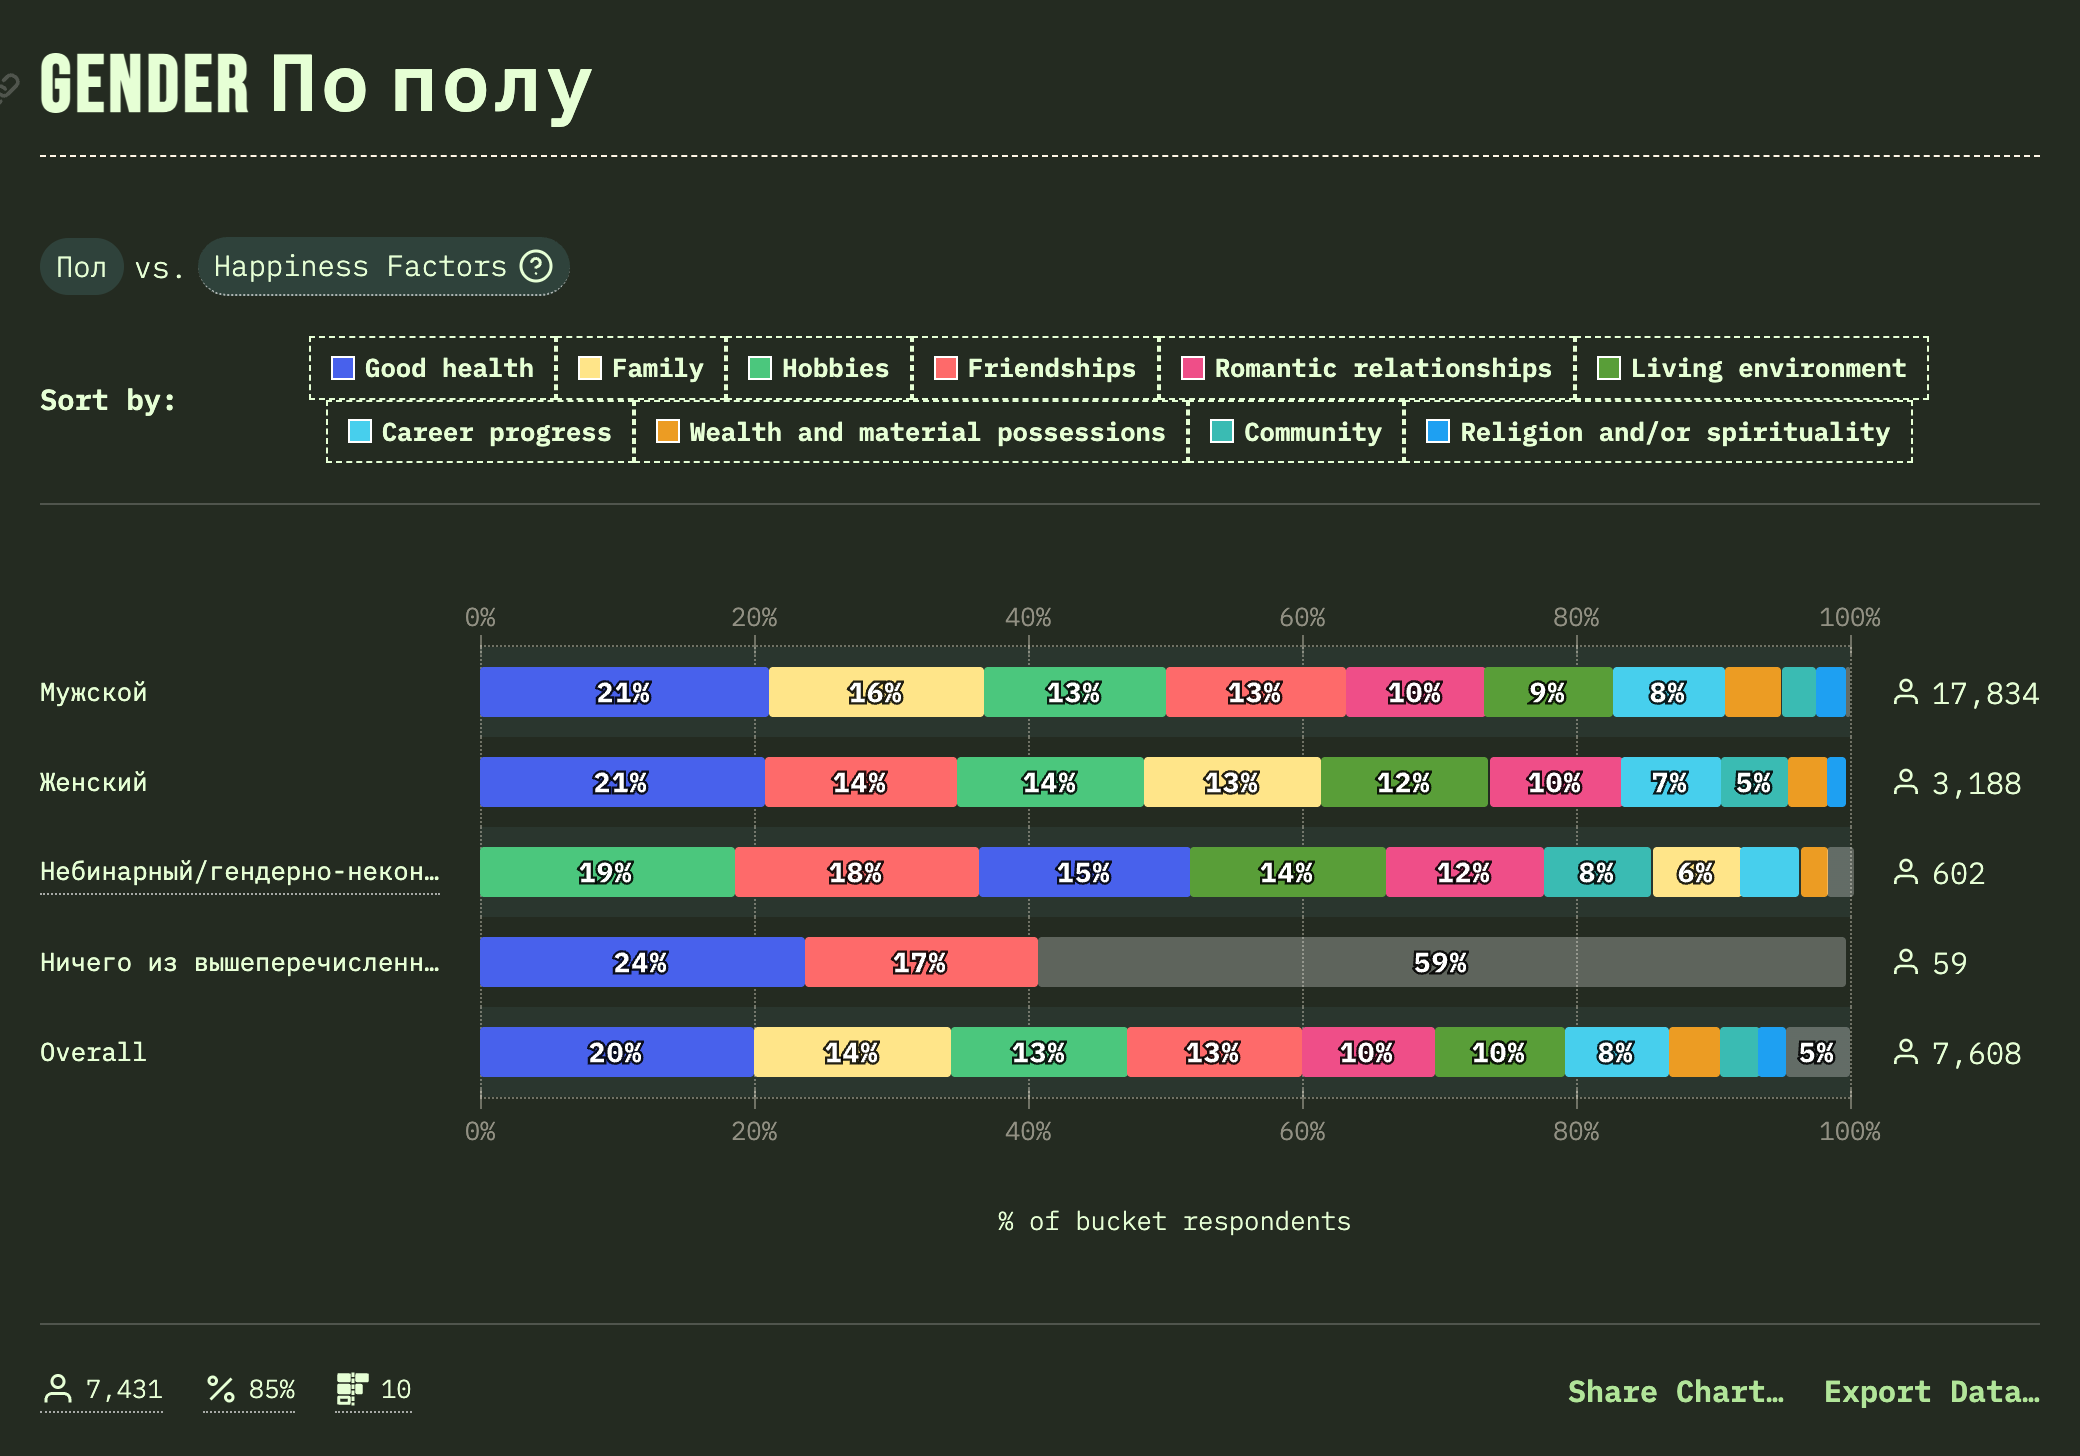 GENDER По полу
Пол vs. Happiness Factors ?
Sort by:
Good health Family Hobbies Friendships Romantic relationships Living environment
Career progress Wealth and material possessions Community Religion and/or spirituality
0% 20% 40% 60% 80% 100%
Мужской 21% 16% 13% 13% 10% 9% 8% 17,834
Женский 21% 14% 14% 13% 12% 10% 7% 5% 3,188
Небинарный/гендерно-некон… 19% 18% 15% 14% 12% 8% 6% 602
Ничего из вышеперечисленн… 24% 17% 59% 59
Overall 20% 14% 13% 13% 10% 10% 8% 5% 7,608
0% 20% 40% 60% 80% 100%
% of bucket respondents
7,431 % 85% 10 Share Chart… Export Data…